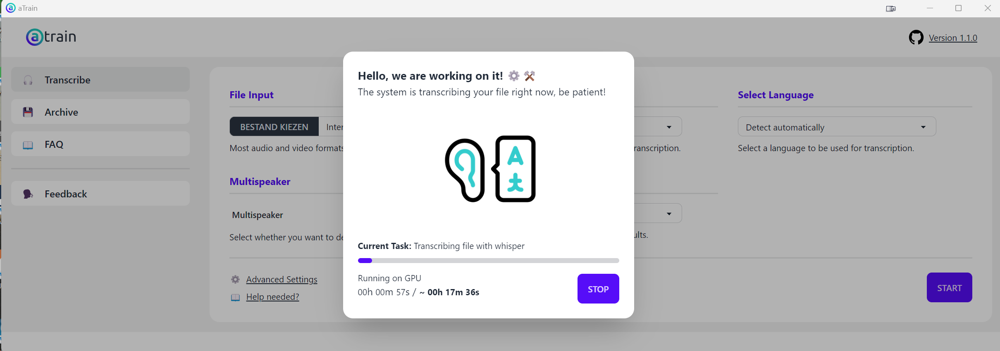 aTrain
atrain
Version 1.1.0
Transcribe
Archive
FAQ
Feedback
File Input
BESTAND KIEZEN
Inter
Most audio and video formats
ranscription.
Select Language
Detect automatically
Select a language to be used for transcription.
Multispeaker
Multispeaker
Select whether you want to de
ults.
Advanced Settings
Help needed?
START
Hello, we are working on it!
The system is transcribing your file right now, be patient!
A
Current Task: Transcribing file with whisper
Running on GPU
00h 00m 57s / ~ 00h 17m 36s
STOP